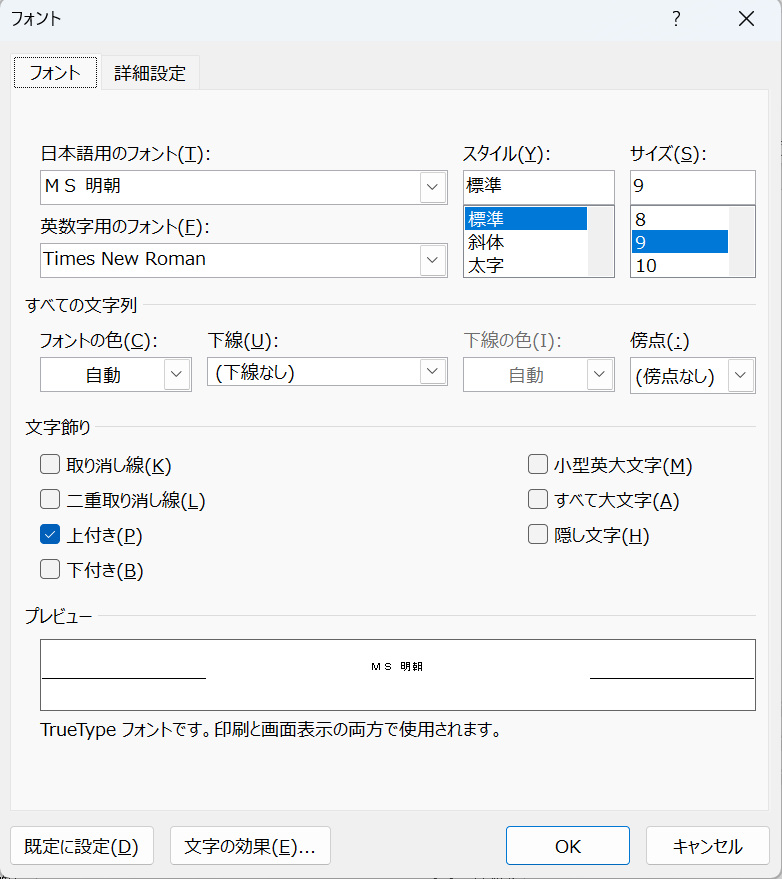 フォント ?
フォント 詳細設定
日本語用のフォント(T): スタイル(Y): サイズ(S):
ＭＳ 明朝 標準 9
標準 8
英数字用のフォント(F): 斜体 9
Times New Roman 太字 10
すべての文字列
フォントの色(C): 下線(U): 下線の色(I): 傍点(:)
自動 (下線なし) 自動 (傍点なし)
文字飾り
取り消し線(K) 小型英大文字(M)
二重取り消し線(L) すべて大文字(A)
上付き(P) 隠し文字(H)
下付き(B)
プレビュー
ＭＳ 明朝
TrueType フォントです。印刷と画面表示の両方で使用されます。
既定に設定(D) 文字の効果(E)... OK キャンセル